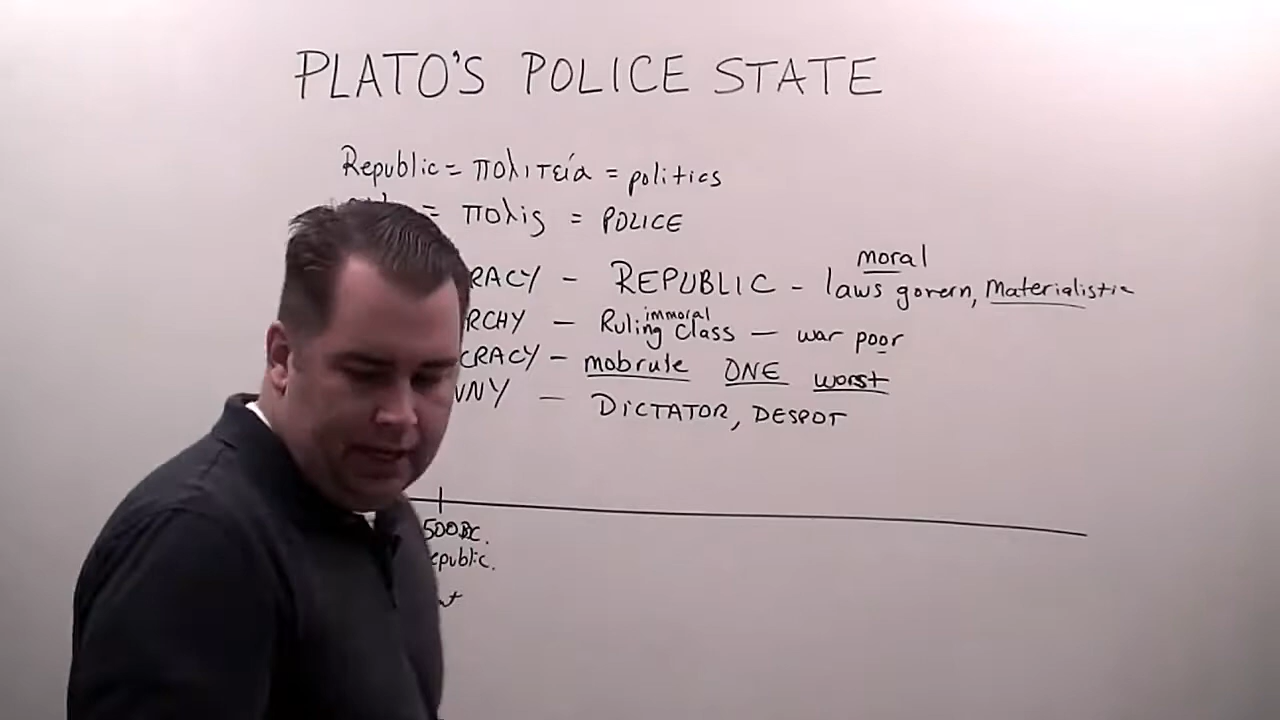 PLATO'S POLICE STATE
Republic = πολιτεία = politics
= πολις = POLICE
moral
RACY - REPUBLIC - laws govern, Materialistic
immoral
RCHY - Ruling Class - war poor
CRACY - mobrule ONE worst
NNY - DICTATOR, DESPOT
500BC.
epublic.